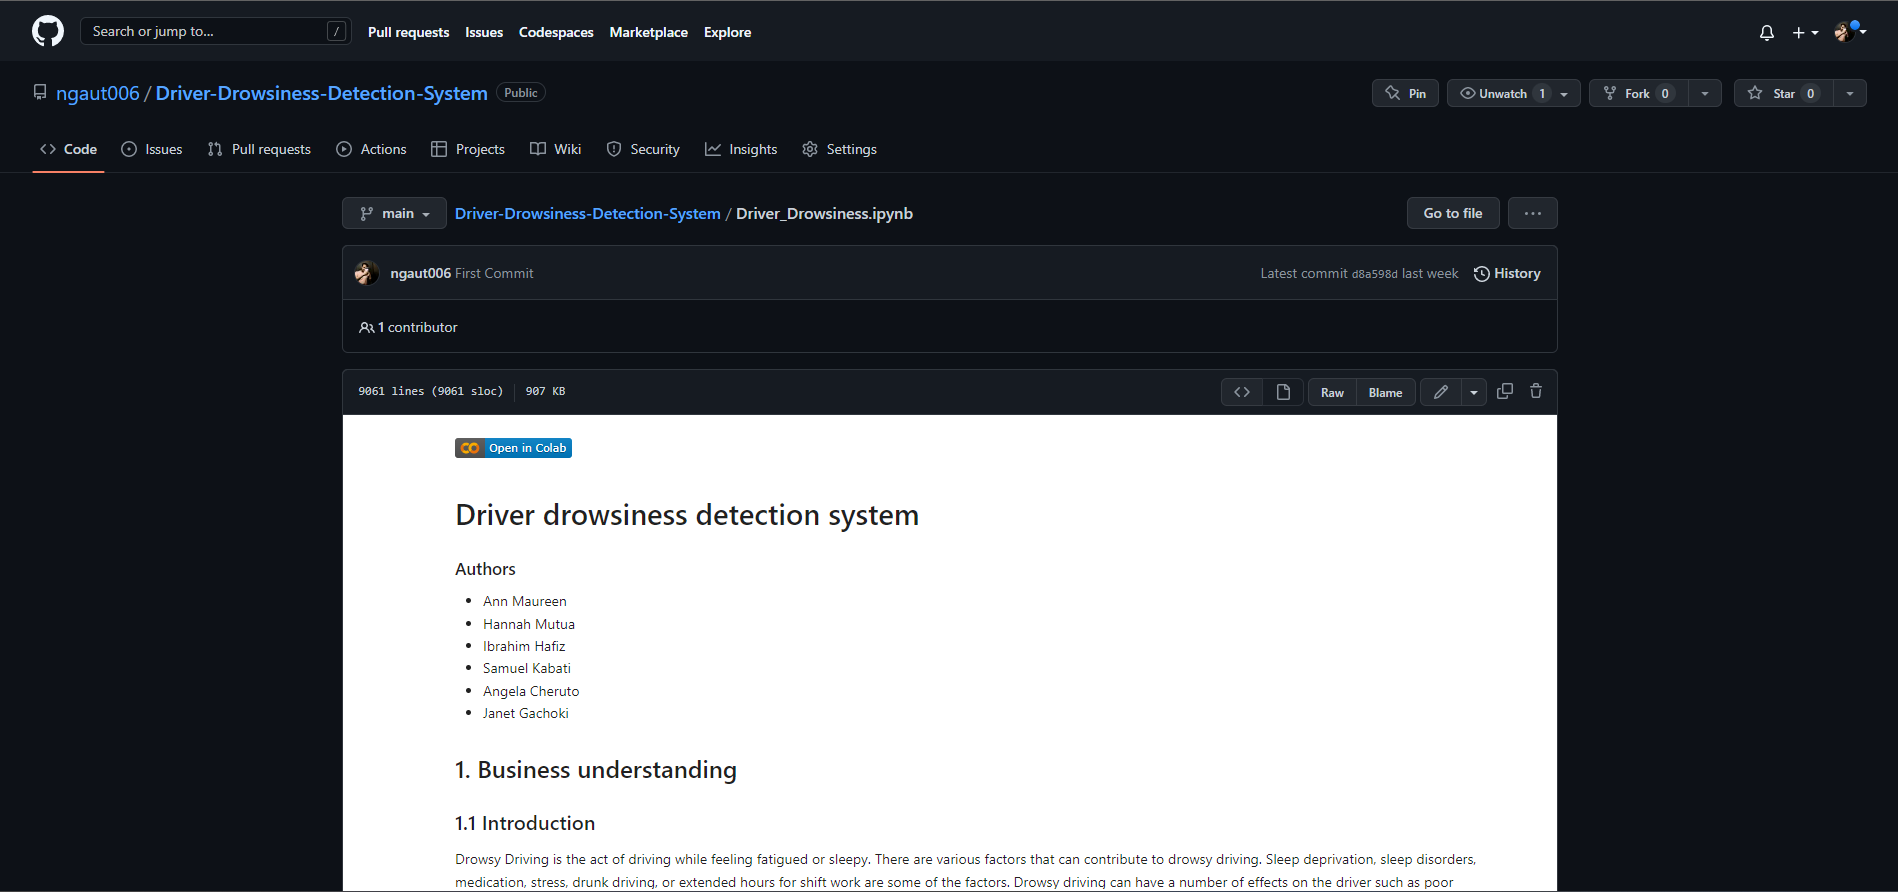 Search or jump to... /
Pull requests Issues Codespaces Marketplace Explore
ngaut006 / Driver-Drowsiness-Detection-System Public
Pin Unwatch 1 Fork 0 Star 0
Code Issues Pull requests Actions Projects Wiki Security Insights Settings
main Driver-Drowsiness-Detection-System / Driver_Drowsiness.ipynb Go to file ...
ngaut006 First Commit Latest commit d8a598d last week History
1 contributor
9061 lines (9061 sloc) 907 KB Raw Blame
CO Open in Colab
Driver drowsiness detection system
Authors
• Ann Maureen
• Hannah Mutua
• Ibrahim Hafiz
• Samuel Kabati
• Angela Cheruto
• Janet Gachoki
1. Business understanding
1.1 Introduction
Drowsy Driving is the act of driving while feeling fatigued or sleepy. There are various factors that can contribute to drowsy driving. Sleep deprivation, sleep disorders,
medication, stress, drunk driving, or extended hours for shift work are some of the factors. Drowsy driving can have a number of effects on the driver such as poor